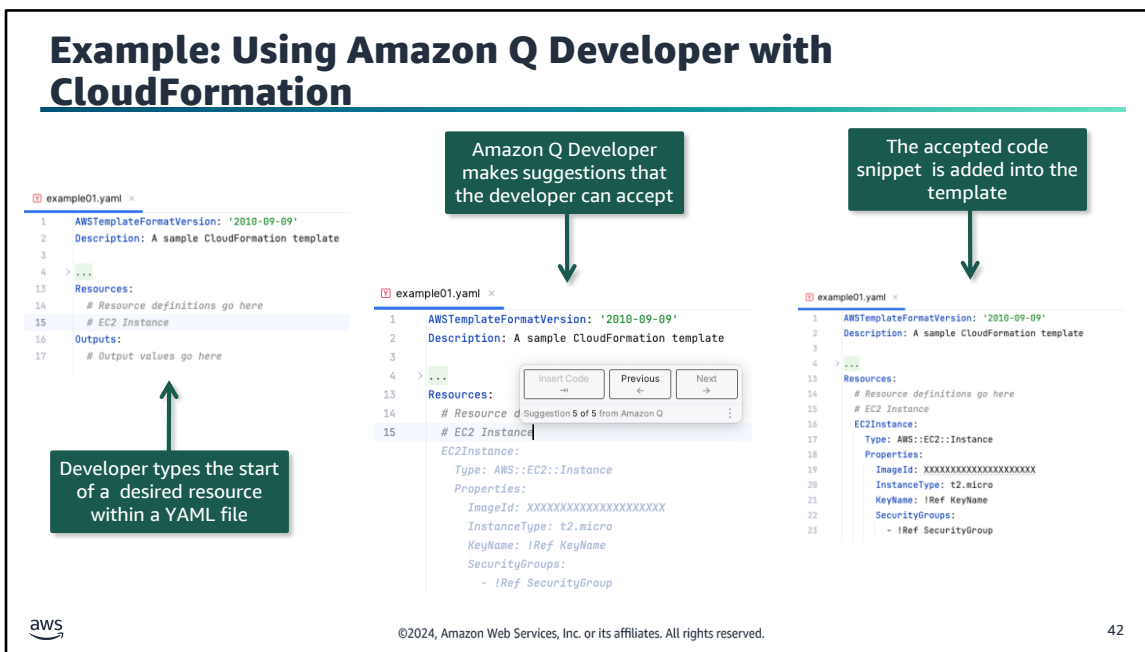 Example: Using Amazon Q Developer with
CloudFormation
example01.yaml ×
1 AWSTemplateFormatVersion: '2010-09-09'
2 Description: A sample CloudFormation template
3
4 > ...
13 Resources:
14 # Resource definitions go here
15 # EC2 Instance
16 Outputs:
17 # Output values go here
Developer types the start
of a desired resource
within a YAML file
Amazon Q Developer
makes suggestions that
the developer can accept
example01.yaml ×
1 AWSTemplateFormatVersion: '2010-09-09'
2 Description: A sample CloudFormation template
3
4 > ...
Insert Code Previous Next
13 Resources:
14 # Resource d
Suggestion 5 of 5 from Amazon Q
15 # EC2 Instance
EC2Instance:
Type: AWS::EC2::Instance
Properties:
ImageId: XXXXXXXXXXXXXXXXXXXXX
InstanceType: t2.micro
KeyName: !Ref KeyName
SecurityGroups:
- !Ref SecurityGroup
The accepted code
snippet is added into the
template
example01.yaml ×
1 AWSTemplateFormatVersion: '2010-09-09'
2 Description: A sample CloudFormation template
3
4 > ...
13 Resources:
14 # Resource definitions go here
15 # EC2 Instance
16 EC2Instance:
17 Type: AWS::EC2::Instance
18 Properties:
19 ImageId: XXXXXXXXXXXXXXXXXXXXX
20 InstanceType: t2.micro
21 KeyName: !Ref KeyName
22 SecurityGroups:
23 - !Ref SecurityGroup
aws
©2024, Amazon Web Services, Inc. or its affiliates. All rights reserved.
42